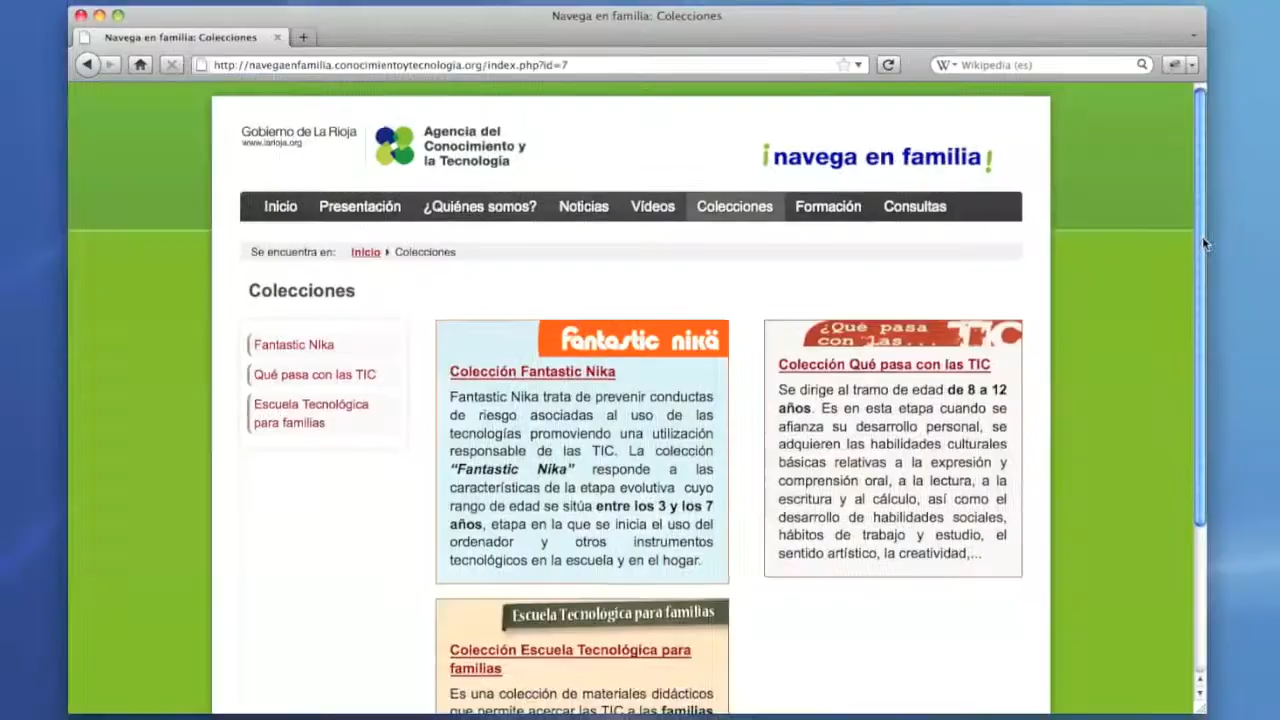 Navega en familia: Colecciones
Navega en familia: Colecciones
http://navegaenfamilia.conocimientoytecnologia.org/index.php?id=7
Wikipedia (es)
Gobierno de La Rioja
www.larioja.org
Agencia del
Conocimiento y
la Tecnología
¡navega en familia!
Inicio Presentación ¿Quiénes somos? Noticias Vídeos Colecciones Formación Consultas
Se encuentra en: Inicio Colecciones
Colecciones
Fantastic NIka
Qué pasa con las TIC
Escuela Tecnológica
para familias
Fantastic nikä
Colección Fantastic Nika
Fantastic Nika trata de prevenir conductas
de riesgo asociadas al uso de las
tecnologías promoviendo una utilización
responsable de las TIC. La colección
“Fantastic Nika” responde a las
características de la etapa evolutiva cuyo
rango de edad se sitúa entre los 3 y los 7
años, etapa en la que se inicia el uso del
ordenador y otros instrumentos
tecnológicos en la escuela y en el hogar.
¿Qué pasa
con las... TIC
Colección Qué pasa con las TIC
Se dirige al tramo de edad de 8 a 12
años. Es en esta etapa cuando se
afianza su desarrollo personal, se
adquieren las habilidades culturales
básicas relativas a la expresión y
comprensión oral, a la lectura, a la
escritura y al cálculo, así como el
desarrollo de habilidades sociales,
hábitos de trabajo y estudio, el
sentido artístico, la creatividad,...
Escuela Tecnológica para familias
Colección Escuela Tecnológica para
familias
Es una colección de materiales didácticos
que permite acercar las TIC a las familias